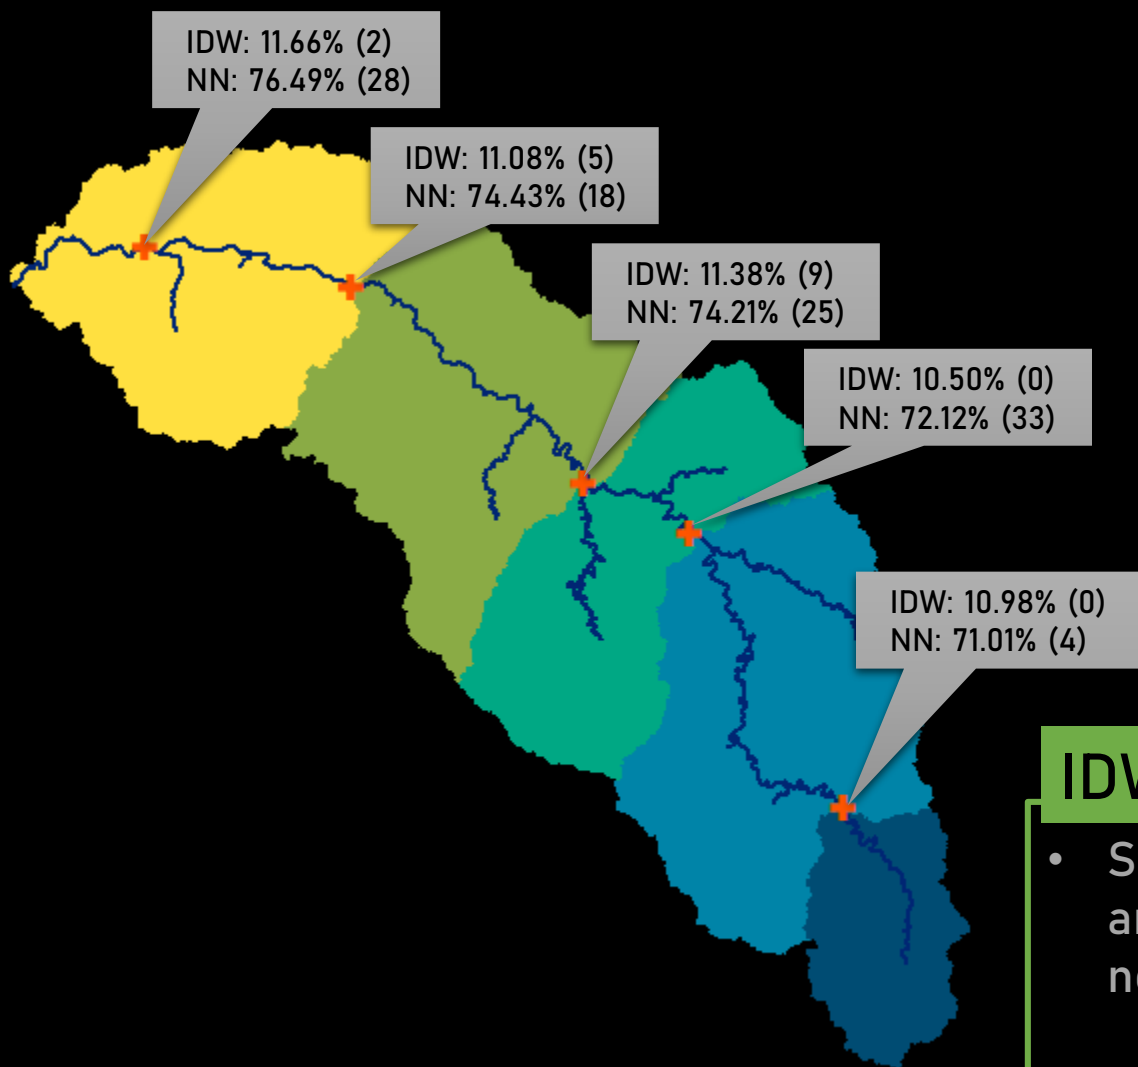 IDW: 11.66% (2)
NN: 76.49% (28)
IDW: 11.08% (5)
NN: 74.43% (18)
IDW: 11.38% (9)
NN: 74.21% (25)
IDW: 10.50% (0)
NN: 72.12% (33)
IDW: 10.98% (0)
NN: 71.01% (4)